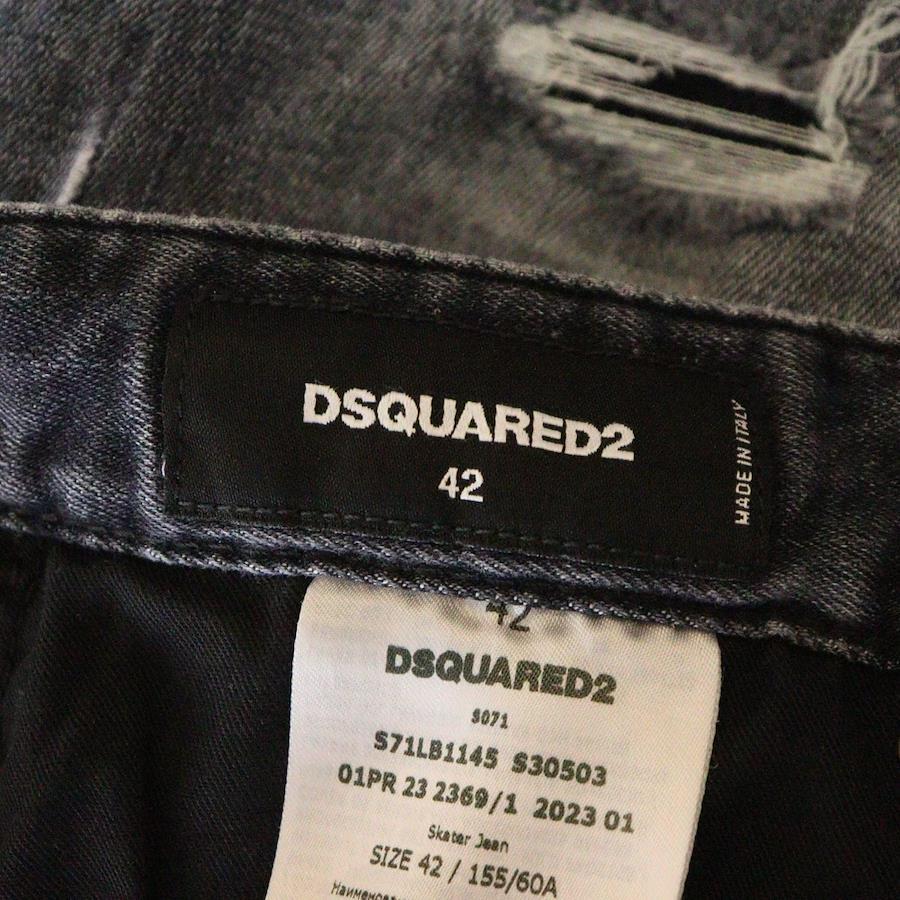 DSQUARED2
42
MADE IN ITALY
42
DSQUARED2
S071
S71LB1145 S30503
01PR 23 2369/1 2023 01
Skater Jean
SIZE 42 / 155/60A